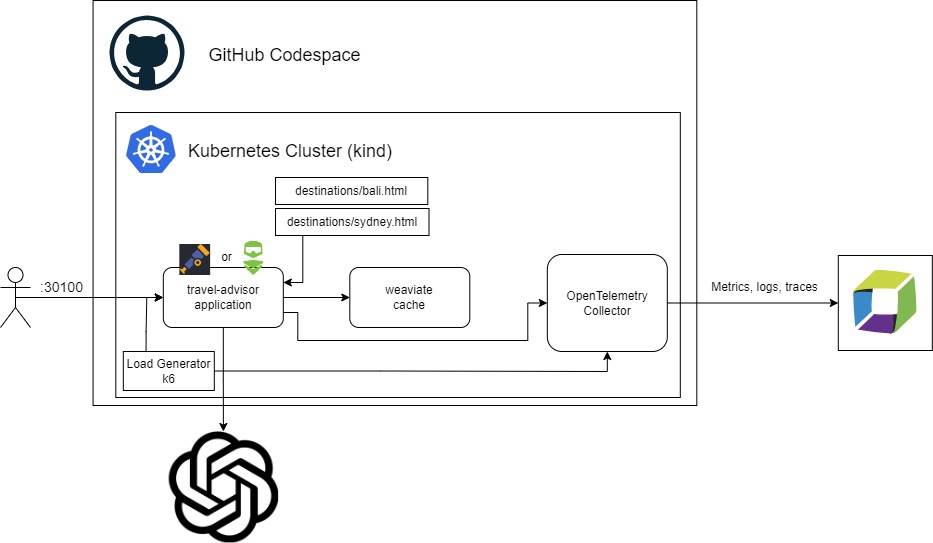 GitHub Codespace
Kubernetes Cluster (kind)
destinations/bali.html
destinations/sydney.html
or
:30100
travel-advisor
application
weaviate
cache
OpenTelemetry
Collector
Metrics, logs, traces
Load Generator
k6